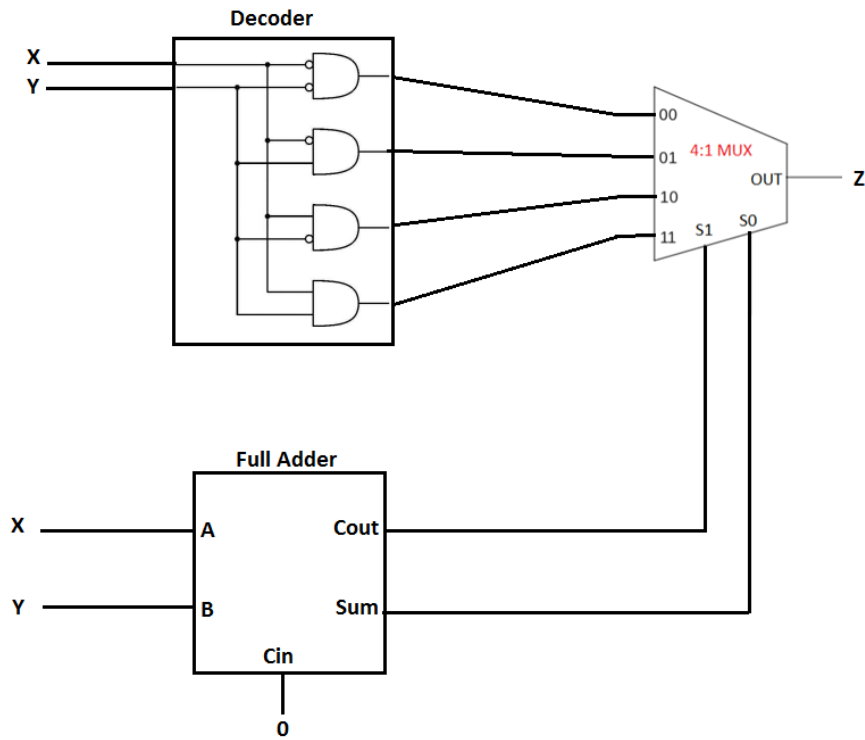 Decoder
X
Y
00
01
4:1 MUX
10
11
OUT
S1
S0
Z
Full Adder
X
A
Cout
Y
B
Sum
Cin
0